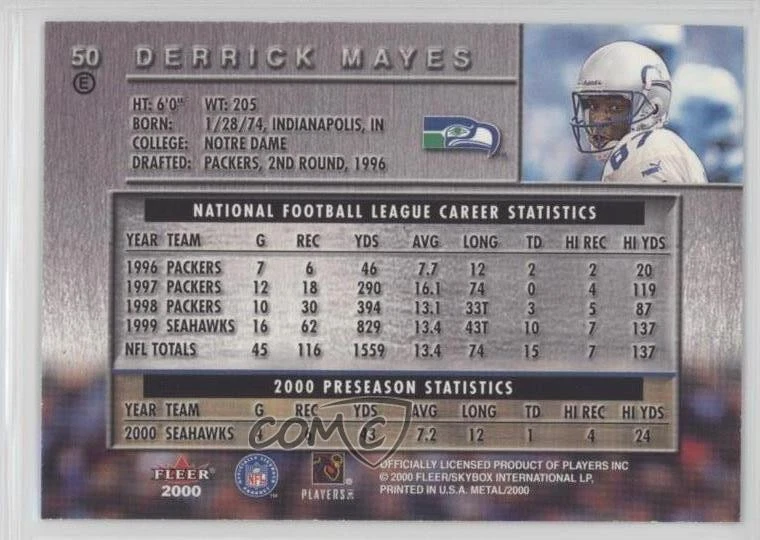 50 DERRICK MAYES
E
HT: 6'0" WT: 205
BORN: 1/28/74, INDIANAPOLIS, IN
COLLEGE: NOTRE DAME
DRAFTED: PACKERS, 2ND ROUND, 1996
NATIONAL FOOTBALL LEAGUE CAREER STATISTICS
YEAR TEAM G REC YDS AVG LONG TD HI REC HI YDS
1996 PACKERS 7 6 46 7.7 12 2 2 20
1997 PACKERS 12 18 290 16.1 74 0 4 119
1998 PACKERS 10 30 394 13.1 33T 3 5 87
1999 SEAHAWKS 16 62 829 13.4 43T 10 7 137
NFL TOTALS 45 116 1559 13.4 74 15 7 137
2000 PRESEASON STATISTICS
YEAR TEAM G REC YDS AVG LONG TD HI REC HI YDS
2000 SEAHAWKS 4 43 7.2 12 1 4 24
COMC
FLEER
2000
NFL
PLAYERS INC
OFFICIALLY LICENSED PRODUCT OF PLAYERS INC
© 2000 FLEER/SKYBOX INTERNATIONAL LP,
PRINTED IN U.S.A. METAL/2000